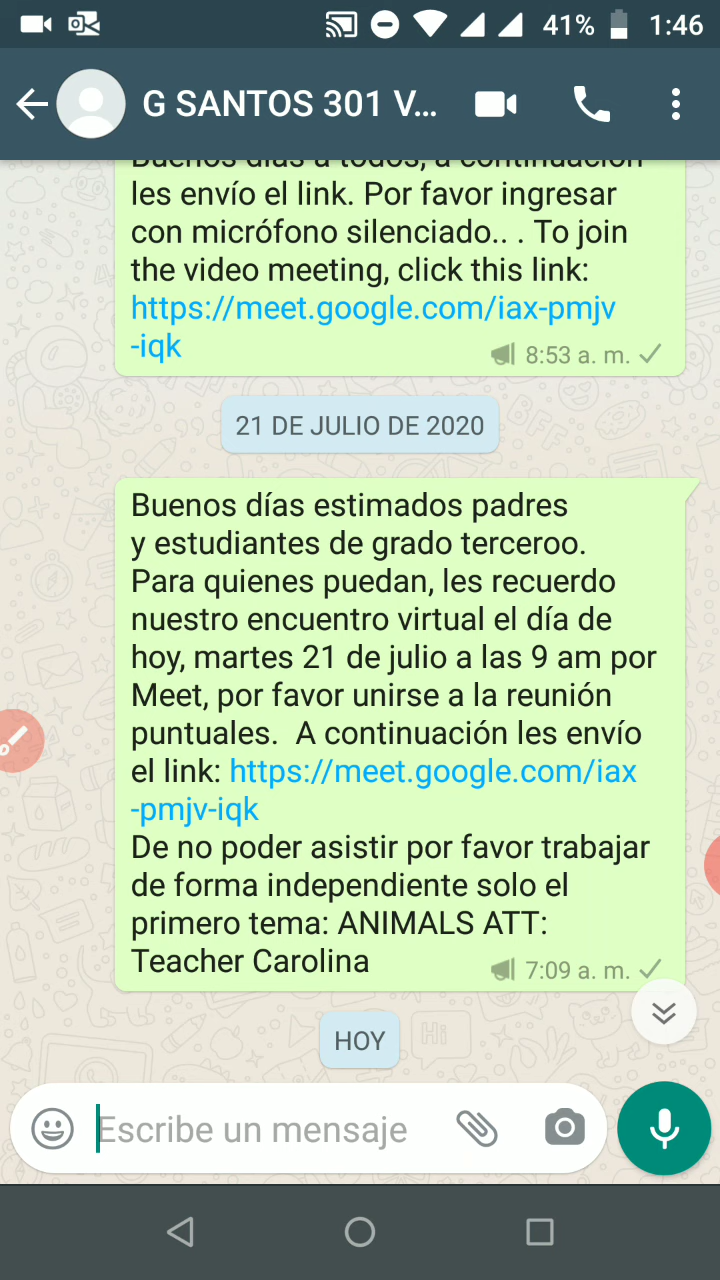 41% 1:46
G SANTOS 301 V...
Buenos días a todos, a continuación
les envío el link. Por favor ingresar
con micrófono silenciado.. . To join
the video meeting, click this link:
https://meet.google.com/iax-pmjv
-iqk
8:53 a. m.
21 DE JULIO DE 2020
Buenos días estimados padres
y estudiantes de grado terceroo.
Para quienes puedan, les recuerdo
nuestro encuentro virtual el día de
hoy, martes 21 de julio a las 9 am por
Meet, por favor unirse a la reunión
puntuales.  A continuación les envío
el link: https://meet.google.com/iax
-pmjv-iqk
De no poder asistir por favor trabajar
de forma independiente solo el
primero tema: ANIMALS ATT:
Teacher Carolina
7:09 a. m.
HOY
Escribe un mensaje